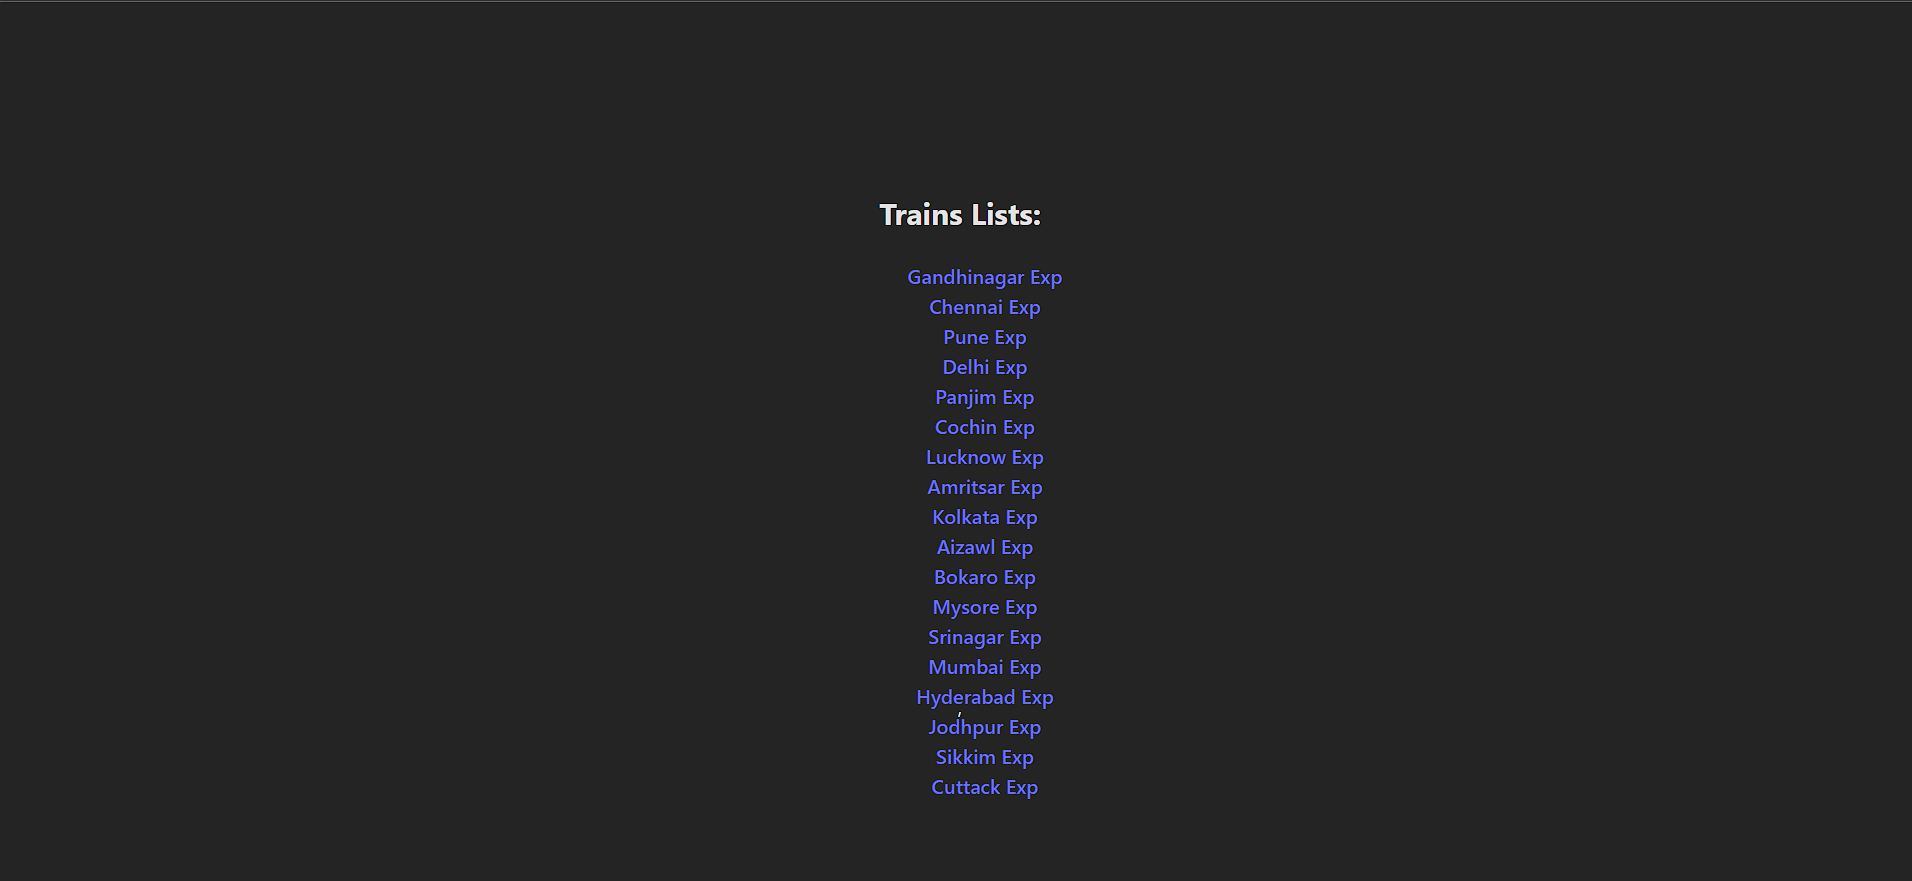 Trains Lists:
Gandhinagar Exp
Chennai Exp
Pune Exp
Delhi Exp
Panjim Exp
Cochin Exp
Lucknow Exp
Amritsar Exp
Kolkata Exp
Aizawl Exp
Bokaro Exp
Mysore Exp
Srinagar Exp
Mumbai Exp
Hyderabad Exp
Jodhpur Exp
Sikkim Exp
Cuttack Exp